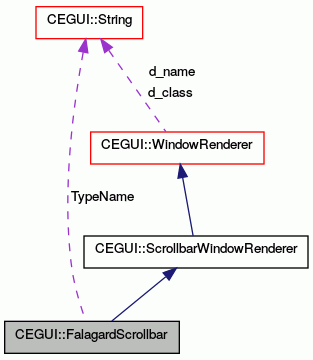 CEGUI::String
d_name
d_class
CEGUI::WindowRenderer
TypeName
CEGUI::ScrollbarWindowRenderer
CEGUI::FalagardScrollbar